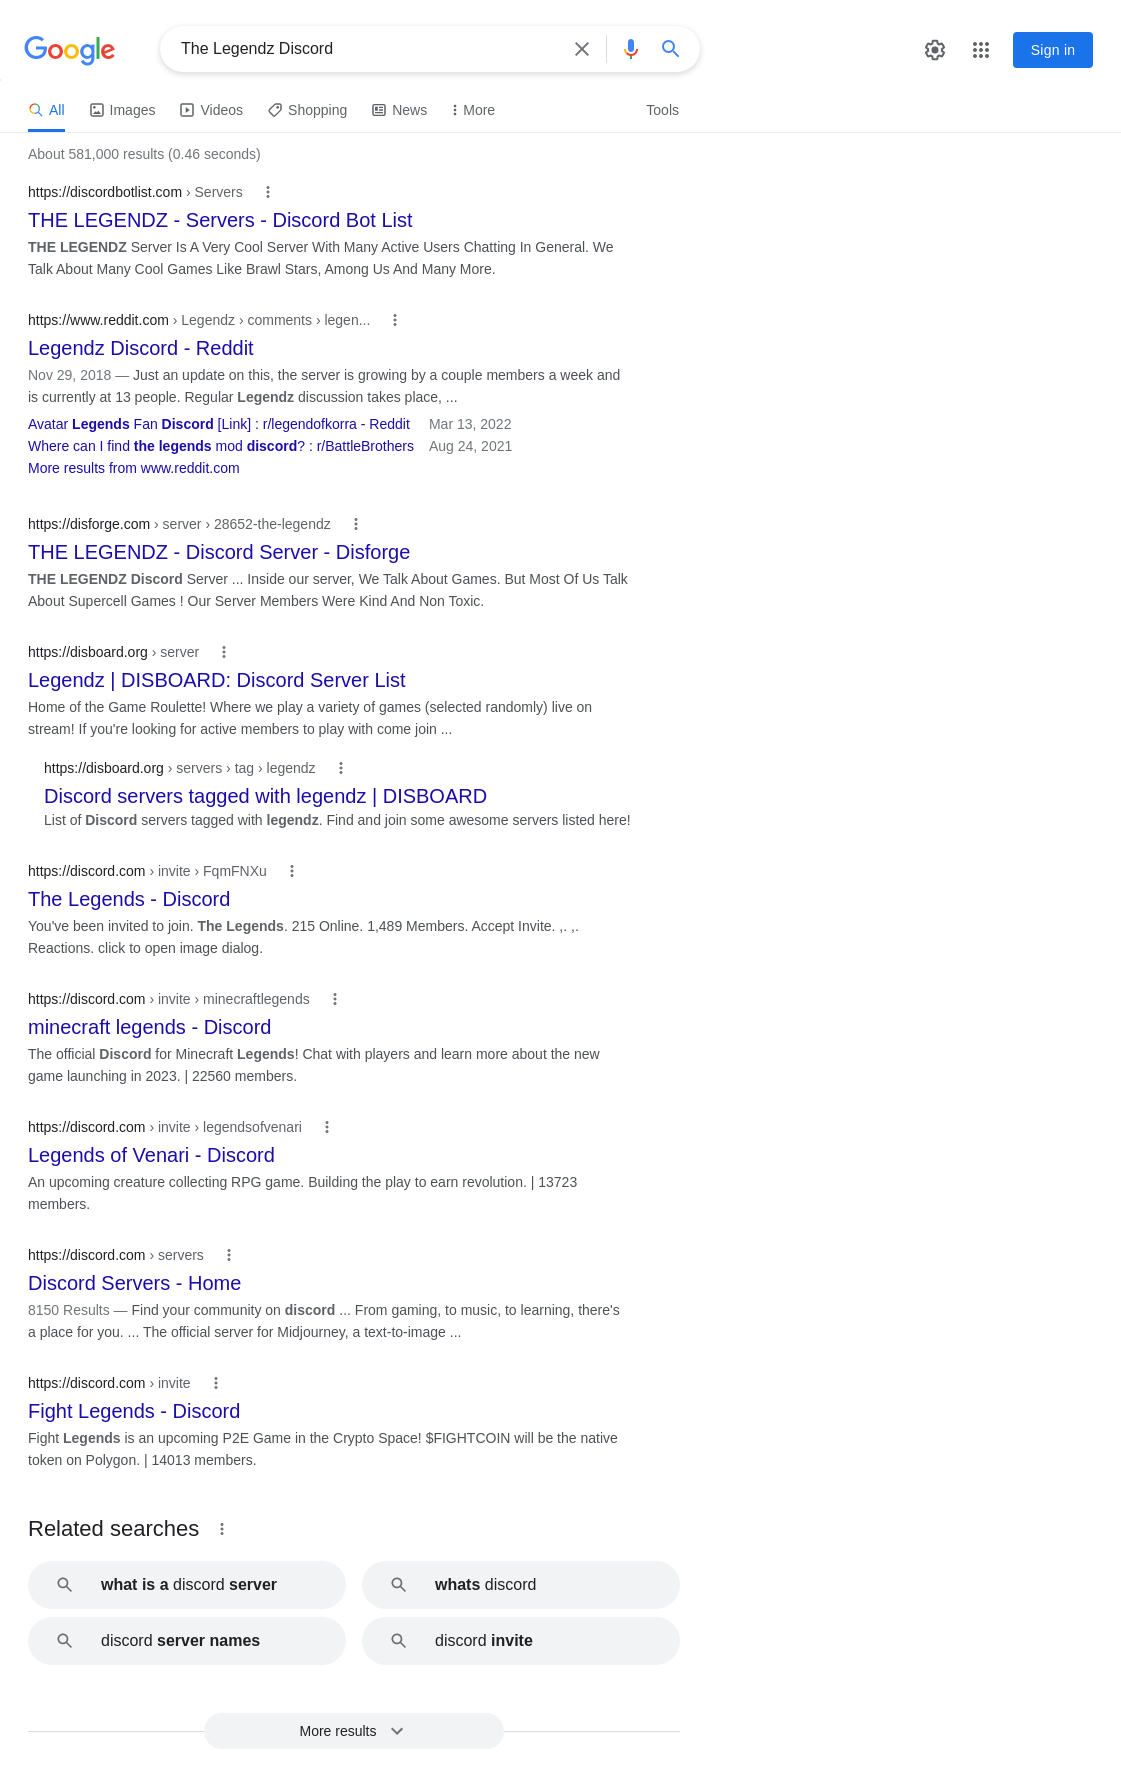 Google
The Legendz Discord
Sign in
All Images Videos Shopping News More Tools
About 581,000 results (0.46 seconds)
https://discordbotlist.com › Servers
THE LEGENDZ - Servers - Discord Bot List
THE LEGENDZ Server Is A Very Cool Server With Many Active Users Chatting In General. We
Talk About Many Cool Games Like Brawl Stars, Among Us And Many More.
https://www.reddit.com › Legendz › comments › legen...
Legendz Discord - Reddit
Nov 29, 2018 — Just an update on this, the server is growing by a couple members a week and
is currently at 13 people. Regular Legendz discussion takes place, ...
Avatar Legends Fan Discord [Link] : r/legendofkorra - Reddit Mar 13, 2022
Where can I find the legends mod discord? : r/BattleBrothers Aug 24, 2021
More results from www.reddit.com
https://disforge.com › server › 28652-the-legendz
THE LEGENDZ - Discord Server - Disforge
THE LEGENDZ Discord Server ... Inside our server, We Talk About Games. But Most Of Us Talk
About Supercell Games ! Our Server Members Were Kind And Non Toxic.
https://disboard.org › server
Legendz | DISBOARD: Discord Server List
Home of the Game Roulette! Where we play a variety of games (selected randomly) live on
stream! If you're looking for active members to play with come join ...
https://disboard.org › servers › tag › legendz
Discord servers tagged with legendz | DISBOARD
List of Discord servers tagged with legendz. Find and join some awesome servers listed here!
https://discord.com › invite › FqmFNXu
The Legends - Discord
You've been invited to join. The Legends. 215 Online. 1,489 Members. Accept Invite. ,. ,.
Reactions. click to open image dialog.
https://discord.com › invite › minecraftlegends
minecraft legends - Discord
The official Discord for Minecraft Legends! Chat with players and learn more about the new
game launching in 2023. | 22560 members.
https://discord.com › invite › legendsofvenari
Legends of Venari - Discord
An upcoming creature collecting RPG game. Building the play to earn revolution. | 13723
members.
https://discord.com › servers
Discord Servers - Home
8150 Results — Find your community on discord ... From gaming, to music, to learning, there's
a place for you. ... The official server for Midjourney, a text-to-image ...
https://discord.com › invite
Fight Legends - Discord
Fight Legends is an upcoming P2E Game in the Crypto Space! $FIGHTCOIN will be the native
token on Polygon. | 14013 members.
Related searches
what is a discord server
whats discord
discord server names
discord invite
More results